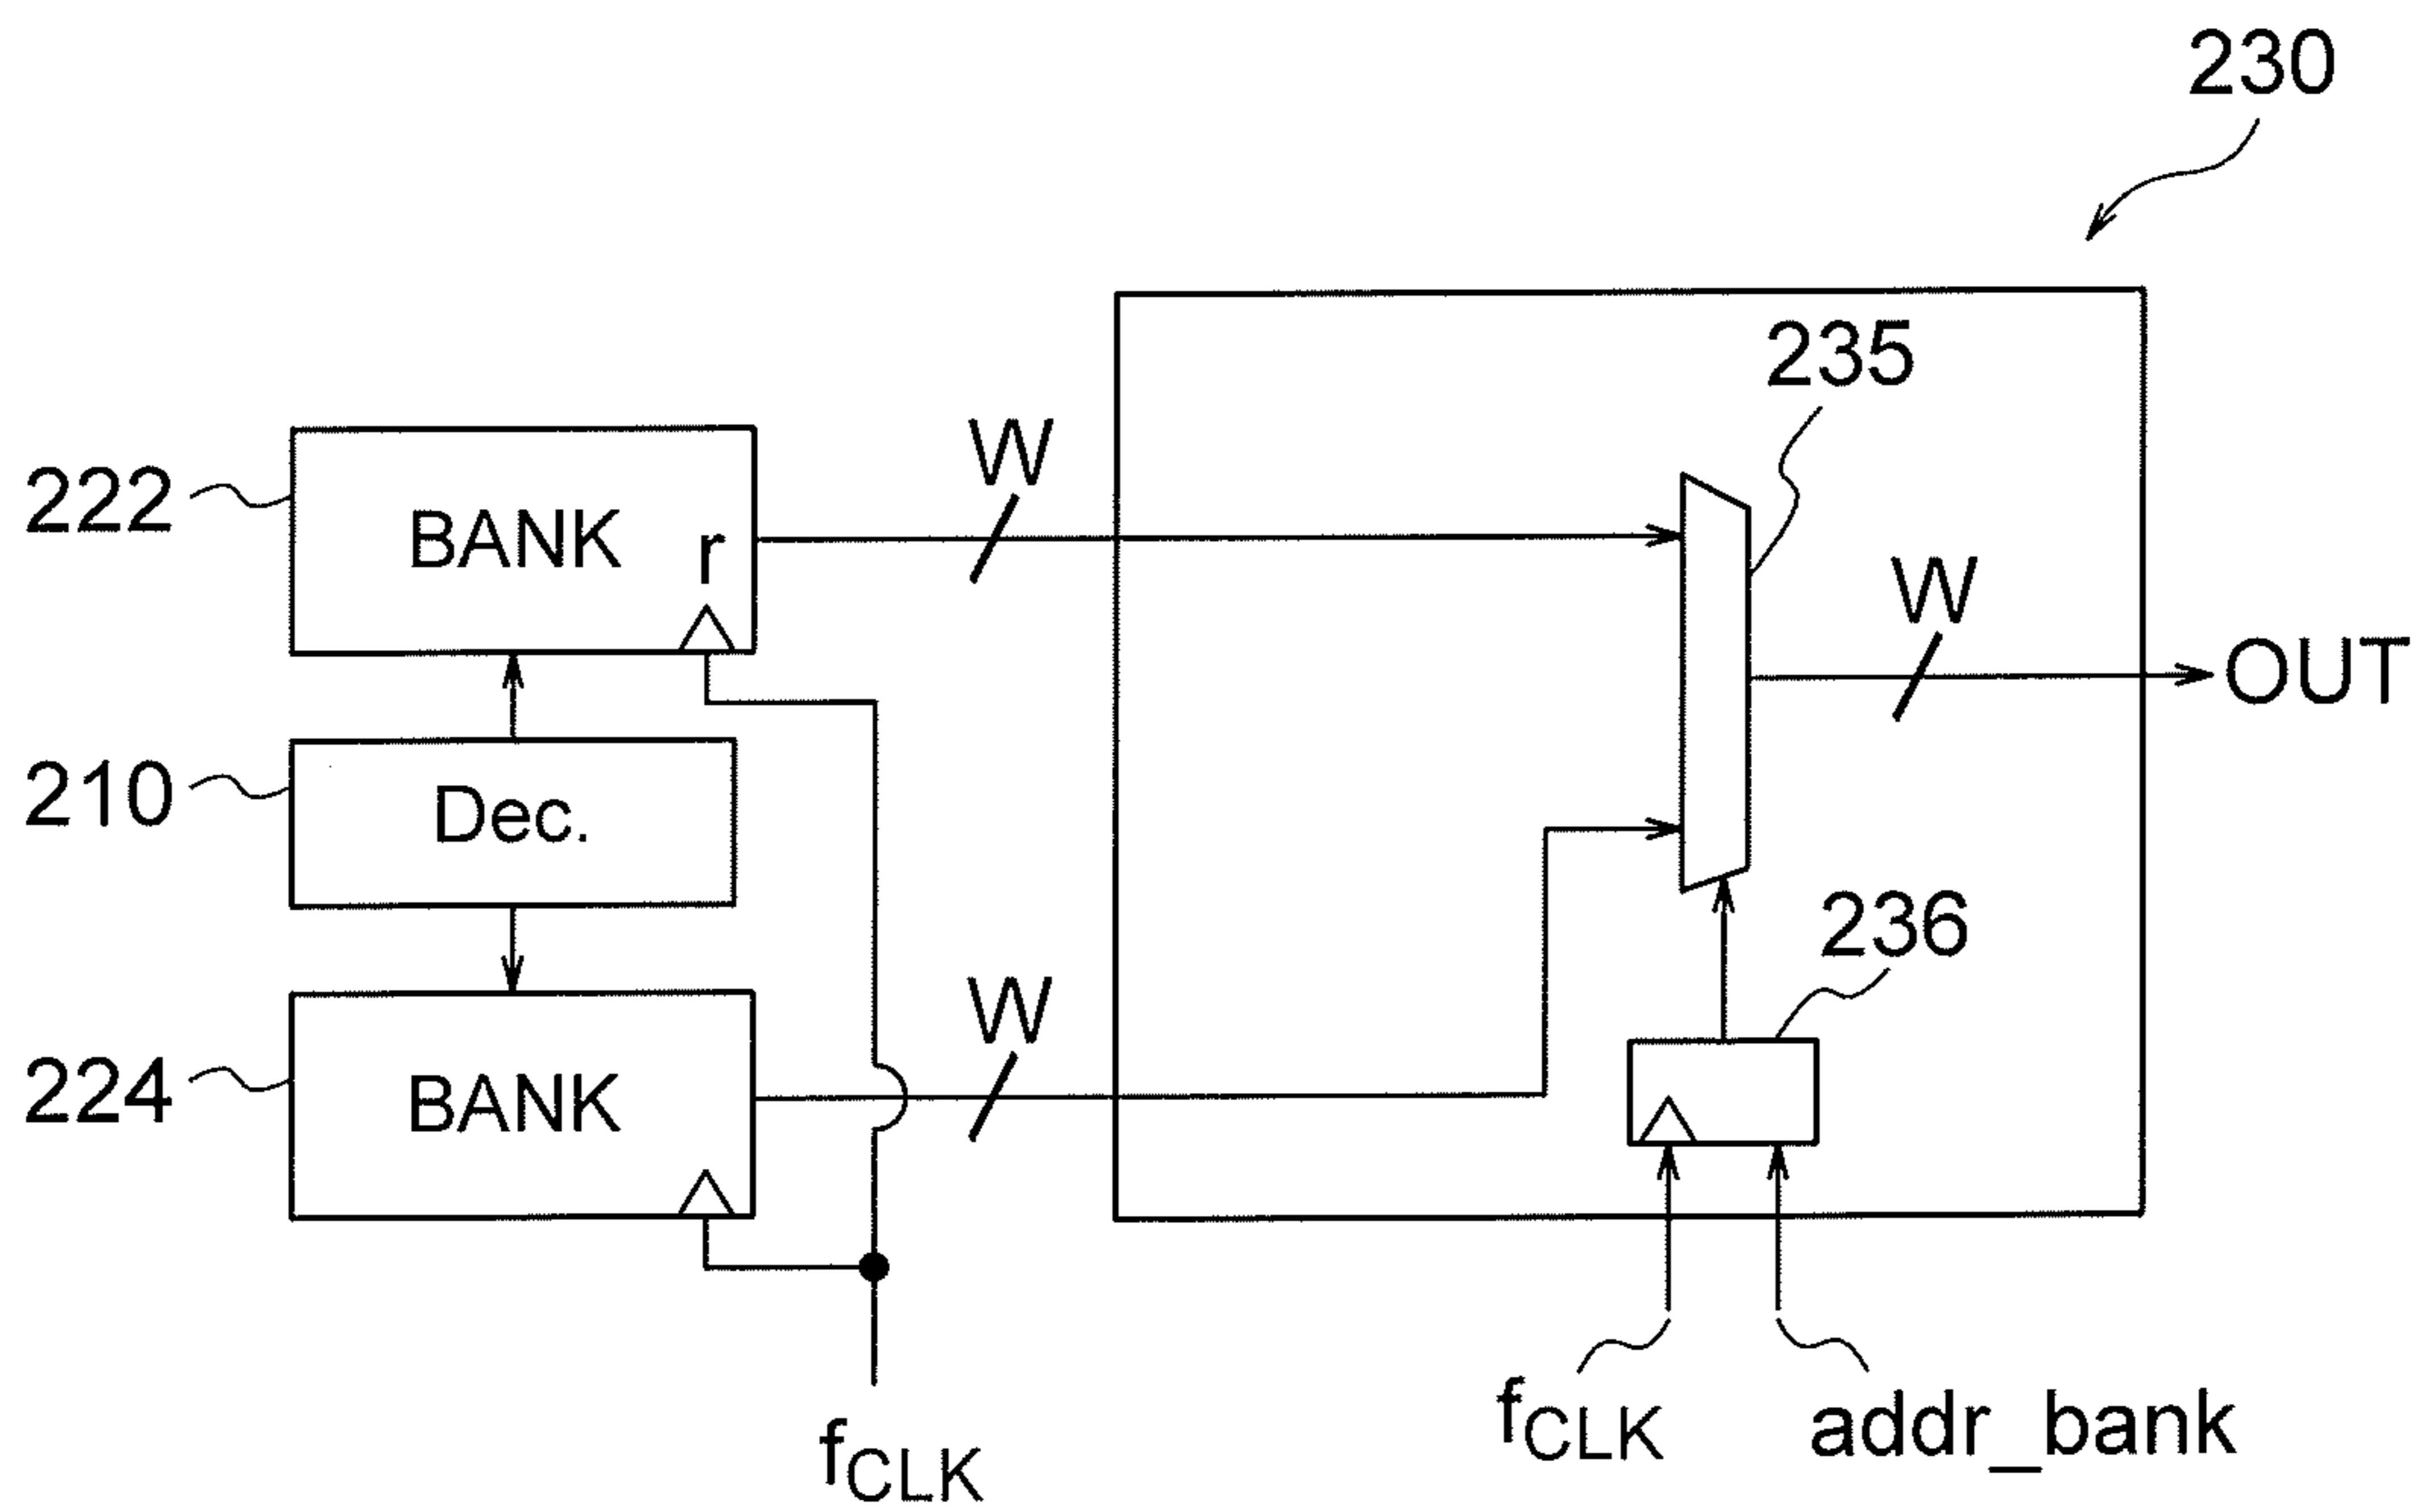 230
235
222
BANK
r
W
W
OUT
210
Dec.
236
224
BANK
W
fCLK
fCLK
addr_bank